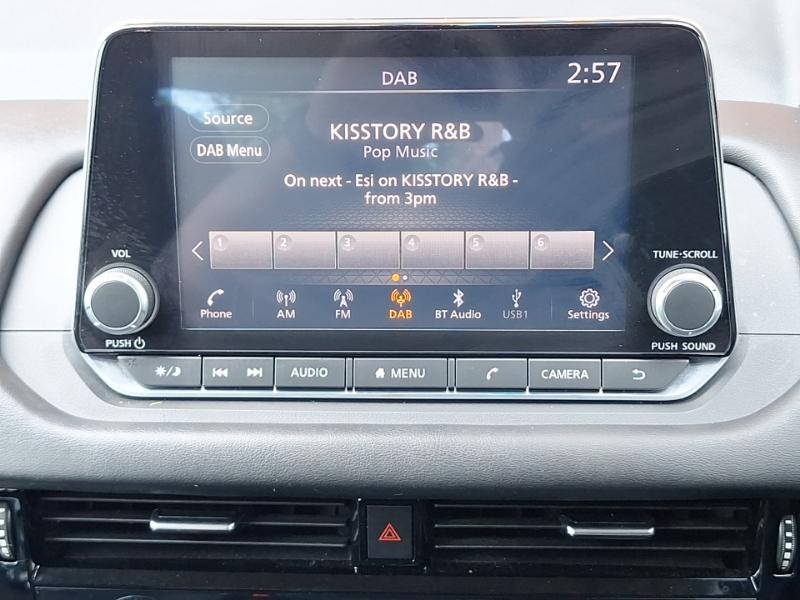 DAB
2:57
Source
DAB Menu
KISSTORY R&B
Pop Music
On next - Esi on KISSTORY R&B -
from 3pm
1 2 3 4 5 6
VOL
TUNE·SCROLL
Phone AM FM DAB BT Audio USB1 Settings
PUSH
PUSH SOUND
AUDIO MENU CAMERA